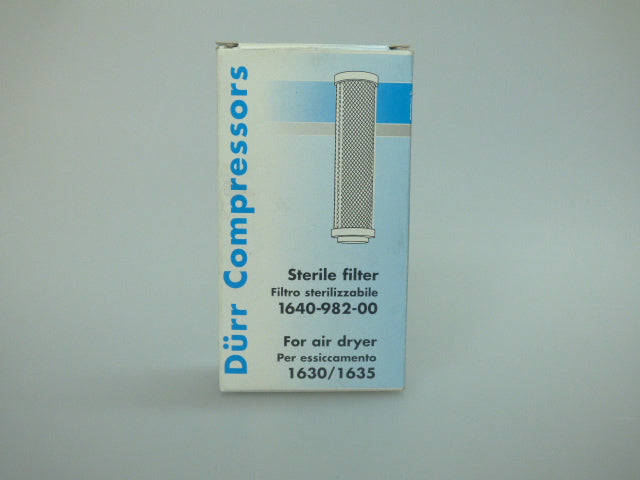 Dürr Compressors
Sterile filter
Filtro sterilizzabile
1640-982-00
For air dryer
Per essiccamento
1630/1635